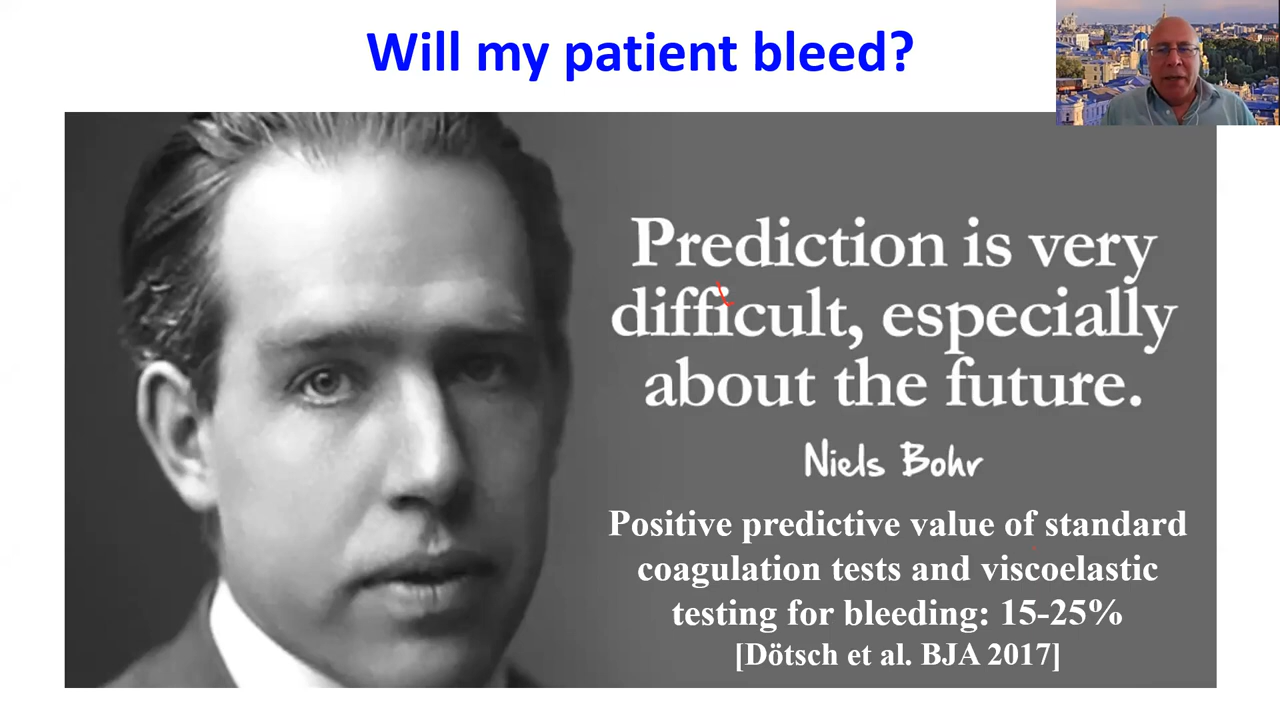 Will my patient bleed?
Prediction is very
difficult, especially
about the future.
Niels Bohr
Positive predictive value of standard
coagulation tests and viscoelastic
testing for bleeding: 15-25%
[Dötsch et al. BJA 2017]